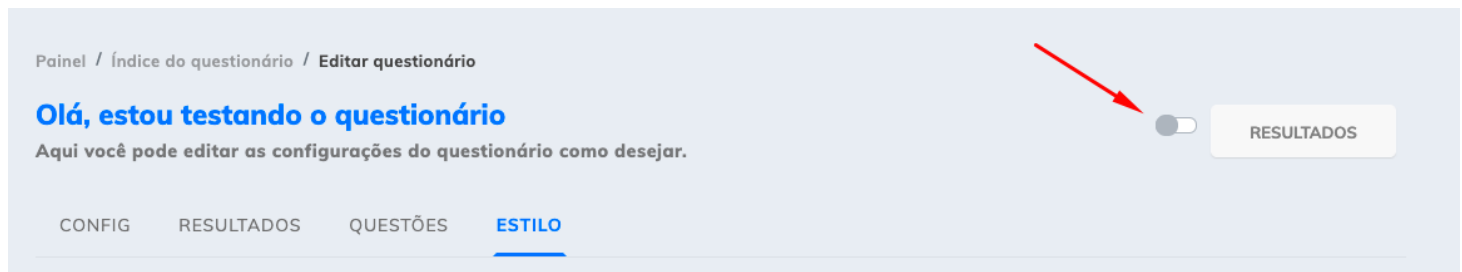 Painel / Índice do questionário / Editar questionário
Olá, estou testando o questionário
Aqui você pode editar as configurações do questionário como desejar.
RESULTADOS
CONFIG RESULTADOS QUESTÕES ESTILO